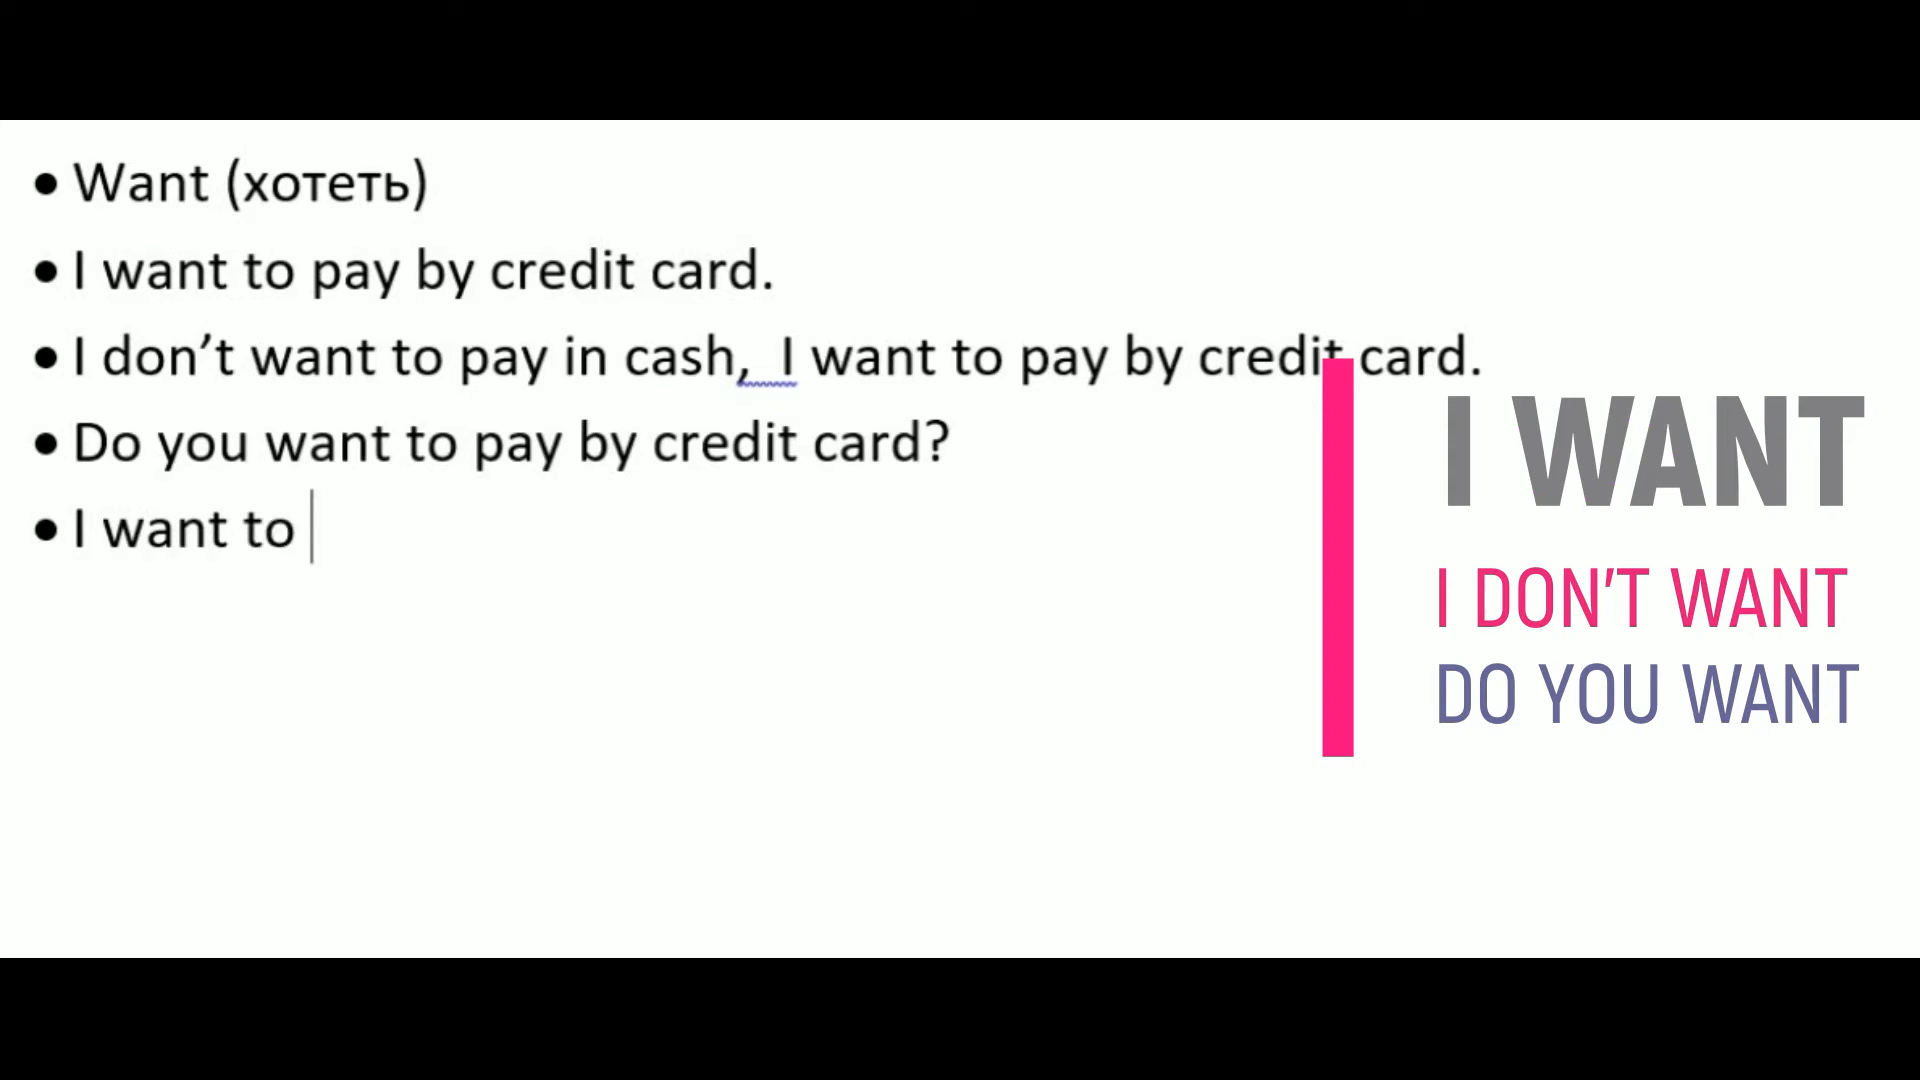 • Want (хотеть)
• I want to pay by credit card.
• I don’t want to pay in cash,  I want to pay by credit card.
• Do you want to pay by credit card?
• I want to
I WANT
I DON’T WANT
DO YOU WANT